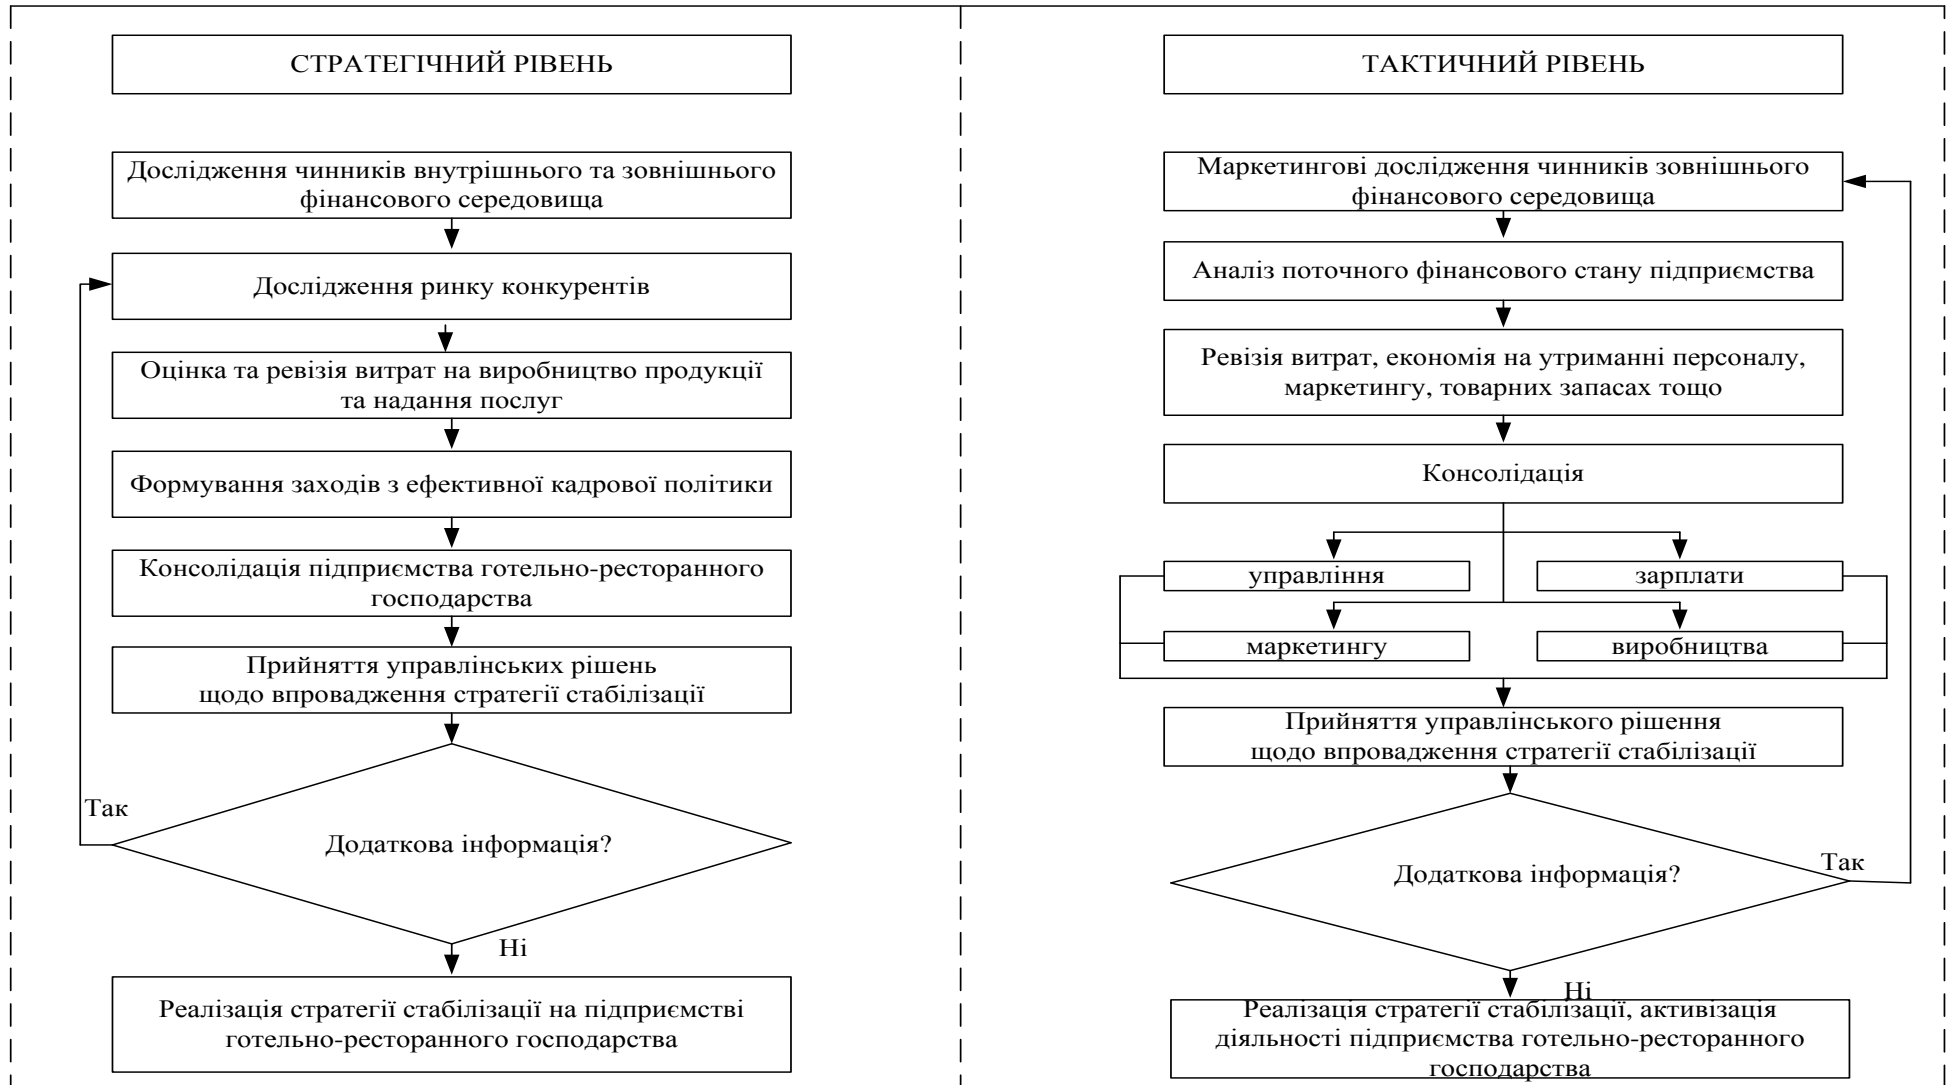 СТРАТЕГІЧНИЙ РІВЕНЬ
Дослідження чинників внутрішнього та зовнішнього
фінансового середовища
Дослідження ринку конкурентів
Оцінка та ревізія витрат на виробництво продукції
та надання послуг
Формування заходів з ефективної кадрової політики
Консолідація підприємства готельно-ресторанного
господарства
Прийняття управлінських рішень
щодо впровадження стратегії стабілізації
Так
Додаткова інформація?
Ні
Реалізація стратегії стабілізації на підприємстві
готельно-ресторанного господарства
ТАКТИЧНИЙ РІВЕНЬ
Маркетингові дослідження чинників зовнішнього
фінансового середовища
Аналіз поточного фінансового стану підприємства
Ревізія витрат, економія на утриманні персоналу,
маркетингу, товарних запасах тощо
Консолідація
управління
зарплати
маркетингу
виробництва
Прийняття управлінського рішення
щодо впровадження стратегії стабілізації
Так
Додаткова інформація?
Ні
Реалізація стратегії стабілізації, активізація
діяльності підприємства готельно-ресторанного
господарства